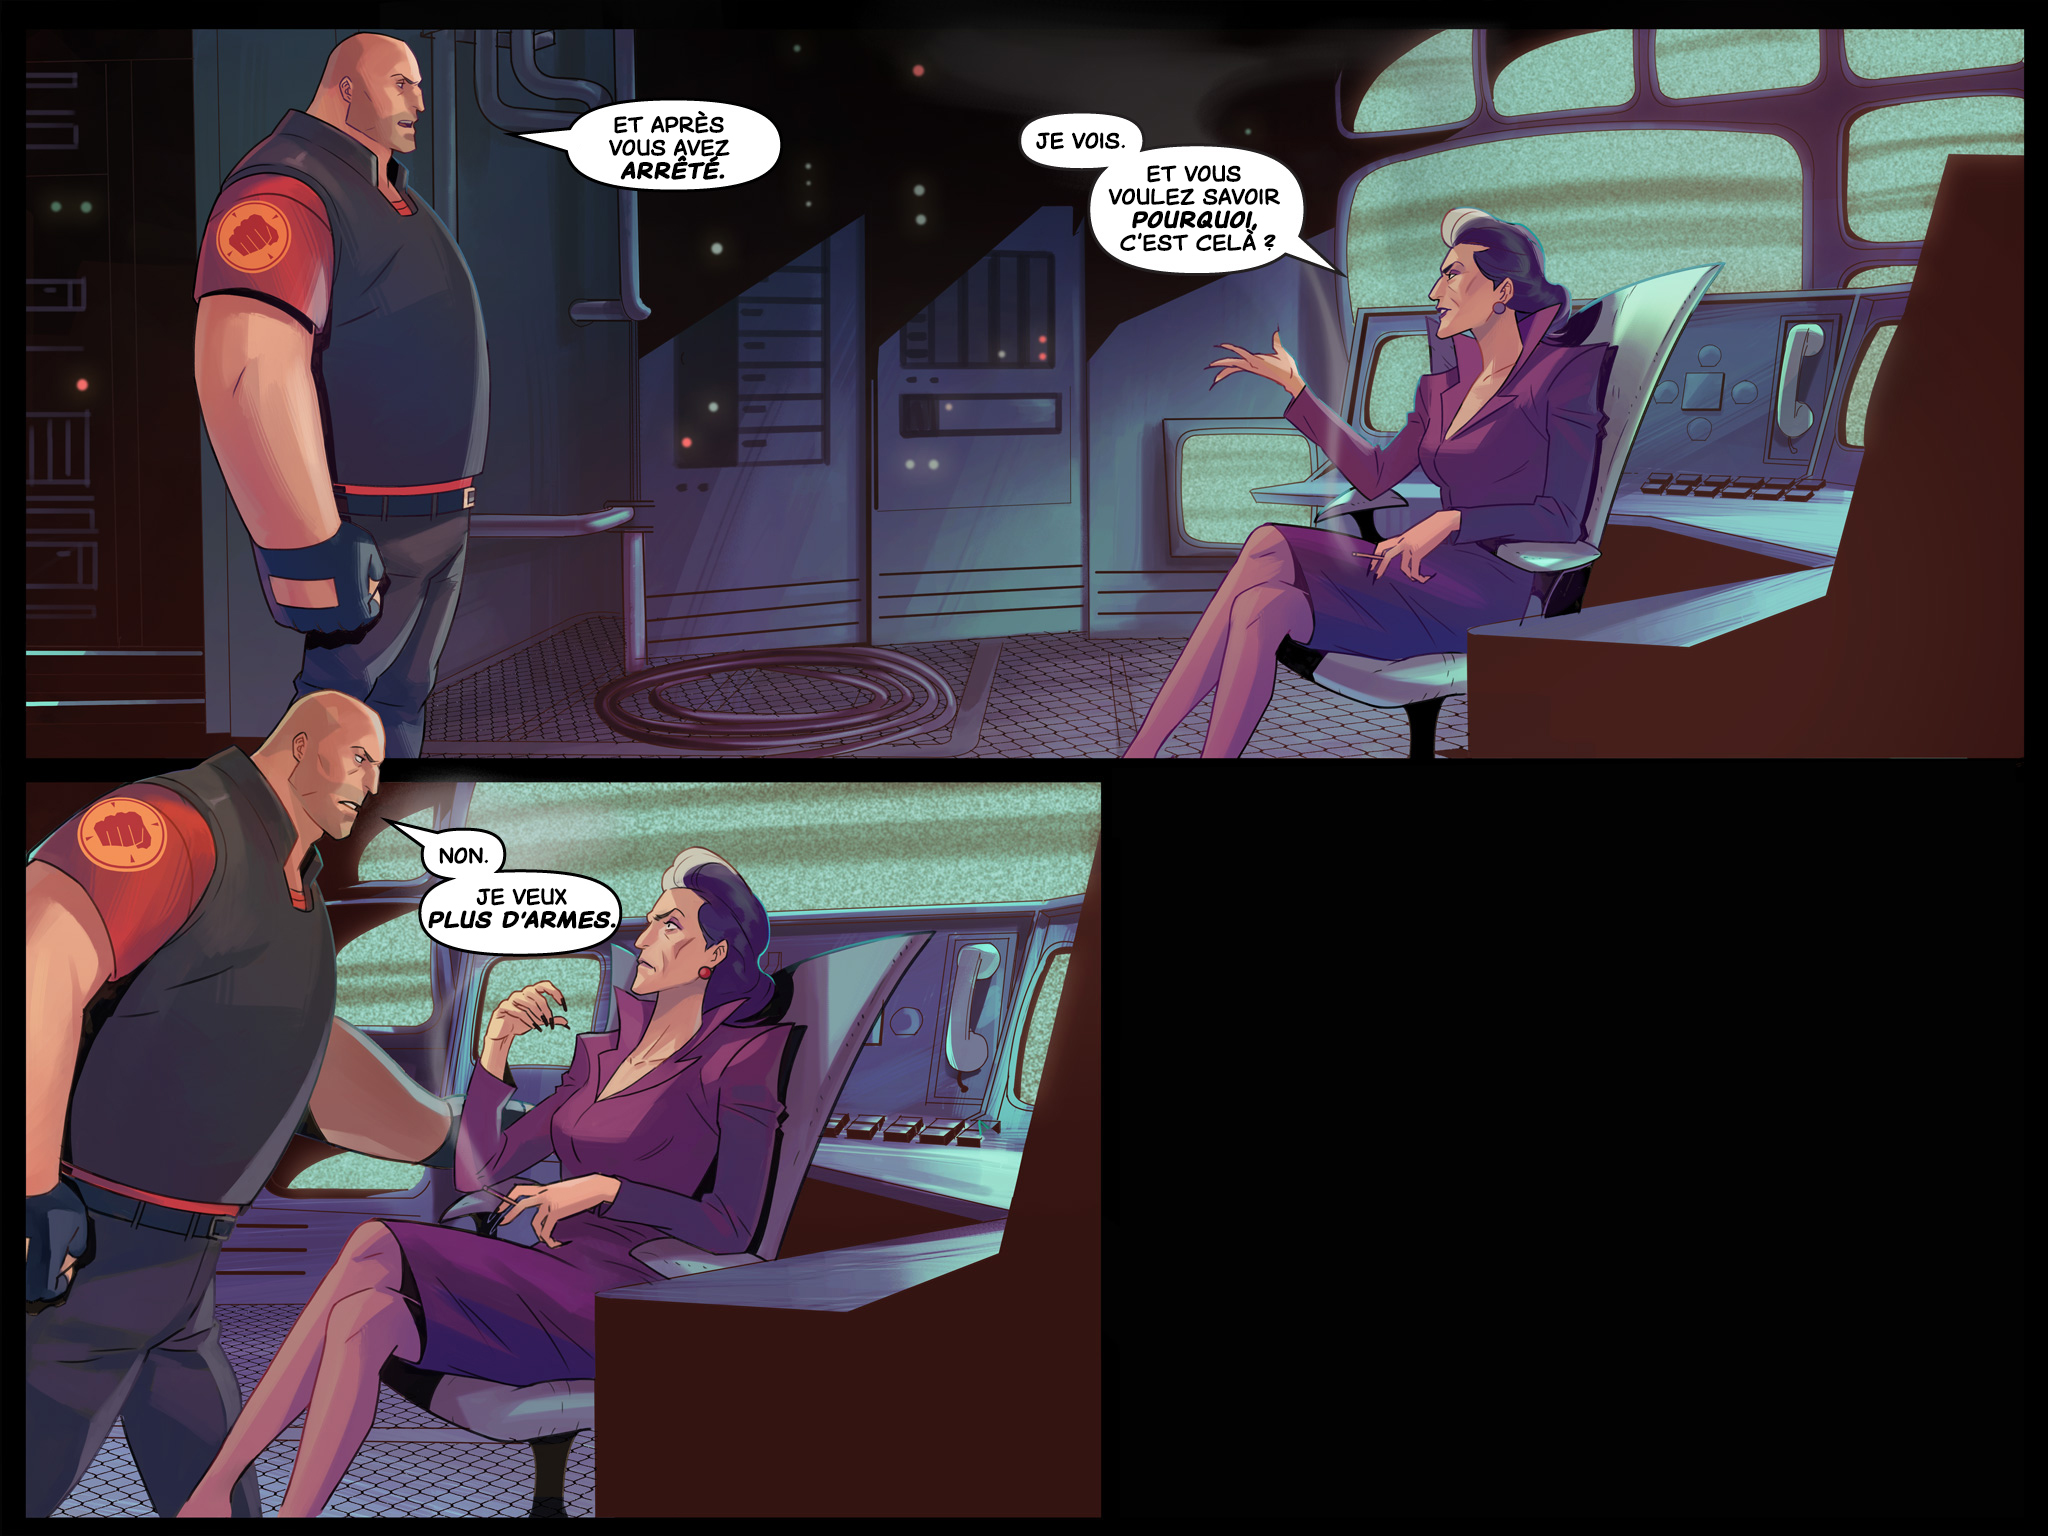 ET APRÈS
VOUS AVEZ
ARRÊTÉ.
JE VOIS.
ET VOUS
VOULEZ SAVOIR
POURQUOI,
C'EST CELÀ ?
NON.
JE VEUX
PLUS D'ARMES.